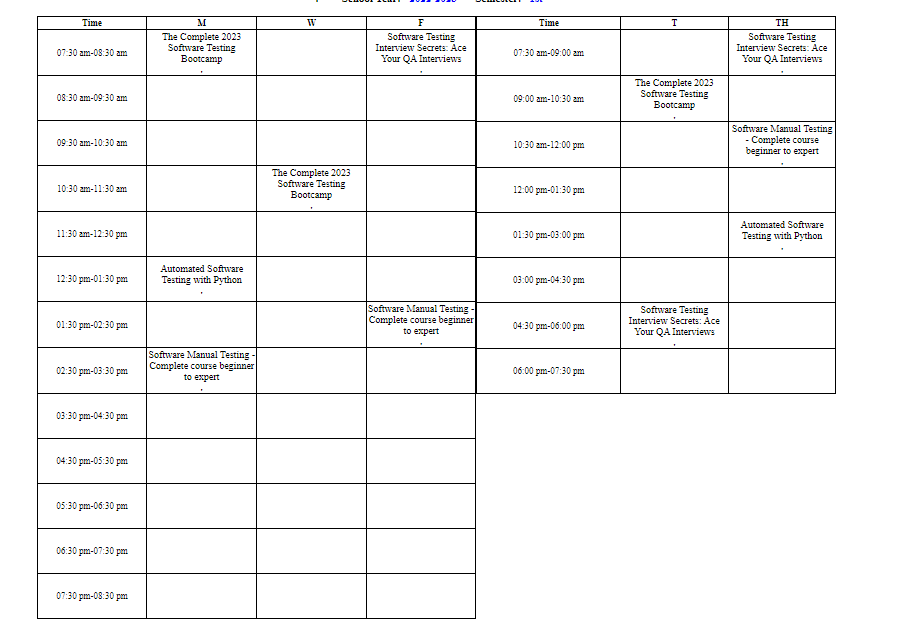 Time M W F Time T TH
07:30 am-08:30 am
The Complete 2023
Software Testing
Bootcamp
,
Software Testing
Interview Secrets: Ace
Your QA Interviews
,
07:30 am-09:00 am
Software Testing
Interview Secrets: Ace
Your QA Interviews
,
08:30 am-09:30 am
09:00 am-10:30 am
The Complete 2023
Software Testing
Bootcamp
,
09:30 am-10:30 am
10:30 am-12:00 pm
Software Manual Testing
- Complete course
beginner to expert
,
10:30 am-11:30 am
The Complete 2023
Software Testing
Bootcamp
,
12:00 pm-01:30 pm
11:30 am-12:30 pm
01:30 pm-03:00 pm
Automated Software
Testing with Python
,
12:30 pm-01:30 pm
Automated Software
Testing with Python
,
03:00 pm-04:30 pm
01:30 pm-02:30 pm
Software Manual Testing -
Complete course beginner
to expert
,
04:30 pm-06:00 pm
Software Testing
Interview Secrets: Ace
Your QA Interviews
,
02:30 pm-03:30 pm
Software Manual Testing -
Complete course beginner
to expert
,
06:00 pm-07:30 pm
03:30 pm-04:30 pm
04:30 pm-05:30 pm
05:30 pm-06:30 pm
06:30 pm-07:30 pm
07:30 pm-08:30 pm